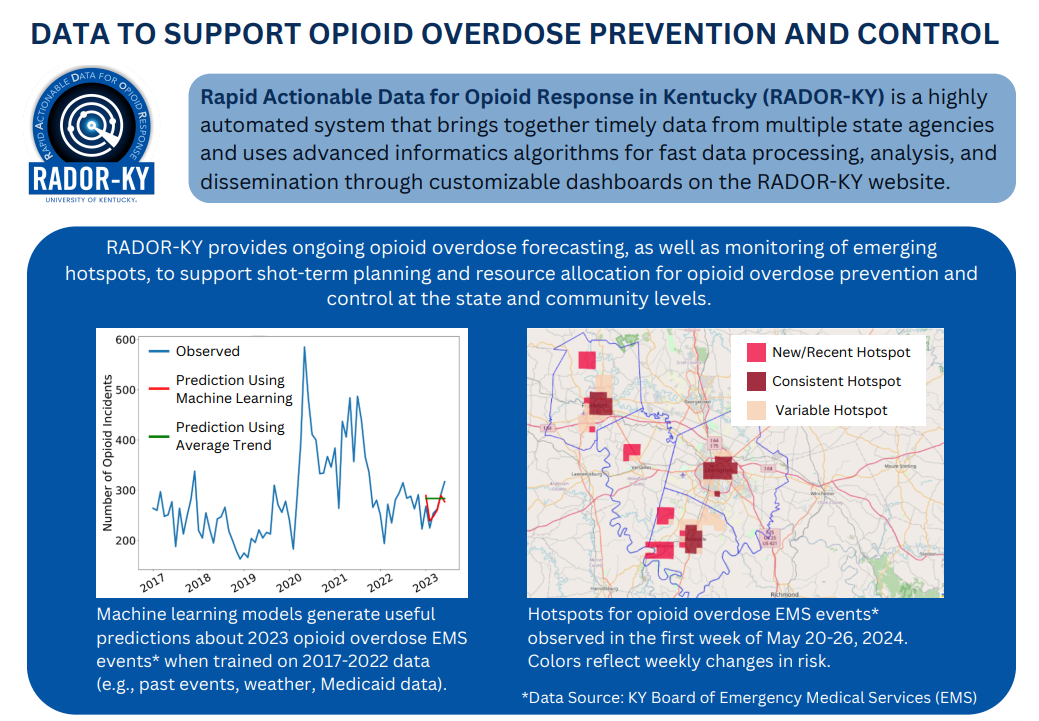 DATA TO SUPPORT OPIOID OVERDOSE PREVENTION AND CONTROL
RAPID ACTIONABLE DATA FOR OPIOID RESPONSE
RADOR-KY
UNIVERSITY OF KENTUCKY
Rapid Actionable Data for Opioid Response in Kentucky (RADOR-KY) is a highly
automated system that brings together timely data from multiple state agencies
and uses advanced informatics algorithms for fast data processing, analysis, and
dissemination through customizable dashboards on the RADOR-KY website.
RADOR-KY provides ongoing opioid overdose forecasting, as well as monitoring of emerging
hotspots, to support shot-term planning and resource allocation for opioid overdose prevention and
control at the state and community levels.
Number of Opioid Incidents
600
500
400
300
200
Observed
Prediction Using
Machine Learning
Prediction Using
Average Trend
2017
2018
2019
2020
2021
2022
2023
New/Recent Hotspot
Consistent Hotspot
Variable Hotspot
I 64
I 75
I 64
Versailles
Mount Sterling
Winchester
Richmond
Machine learning models generate useful
predictions about 2023 opioid overdose EMS
events* when trained on 2017-2022 data
(e.g., past events, weather, Medicaid data).
Hotspots for opioid overdose EMS events*
observed in the first week of May 20-26, 2024.
Colors reflect weekly changes in risk.
*Data Source: KY Board of Emergency Medical Services (EMS)